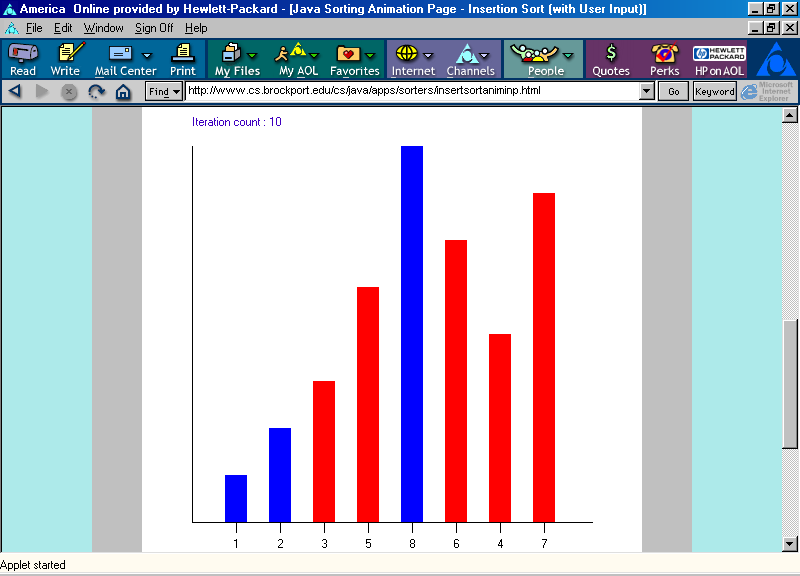 America Online provided by Hewlett-Packard - [Java Sorting Animation Page - Insertion Sort (with User Input)]
File Edit Window Sign Off Help
Read Write Mail Center Print My Files My AOL Favorites Internet Channels People Quotes Perks HEWLETT PACKARD HP on AOL
Find http://wwww.cs.brockport.edu/cs/java/apps/sorters/insertsortaniminp.html Go Keyword Microsoft Internet Explorer
Iteration count : 10
1 2 3 5 8 6 4 7
Applet started